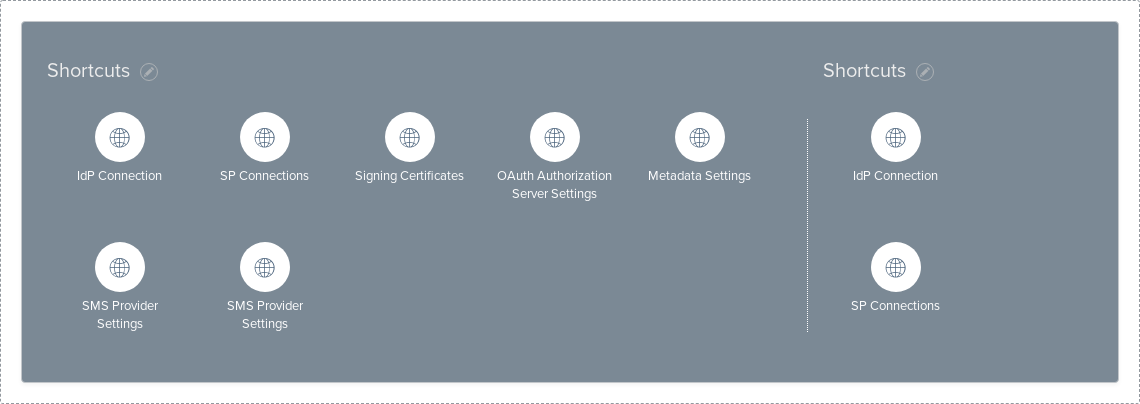 Shortcuts
IdP Connection
SP Connections
Signing Certificates
OAuth Authorization
Server Settings
Metadata Settings
SMS Provider
Settings
SMS Provider
Settings
Shortcuts
IdP Connection
SP Connections